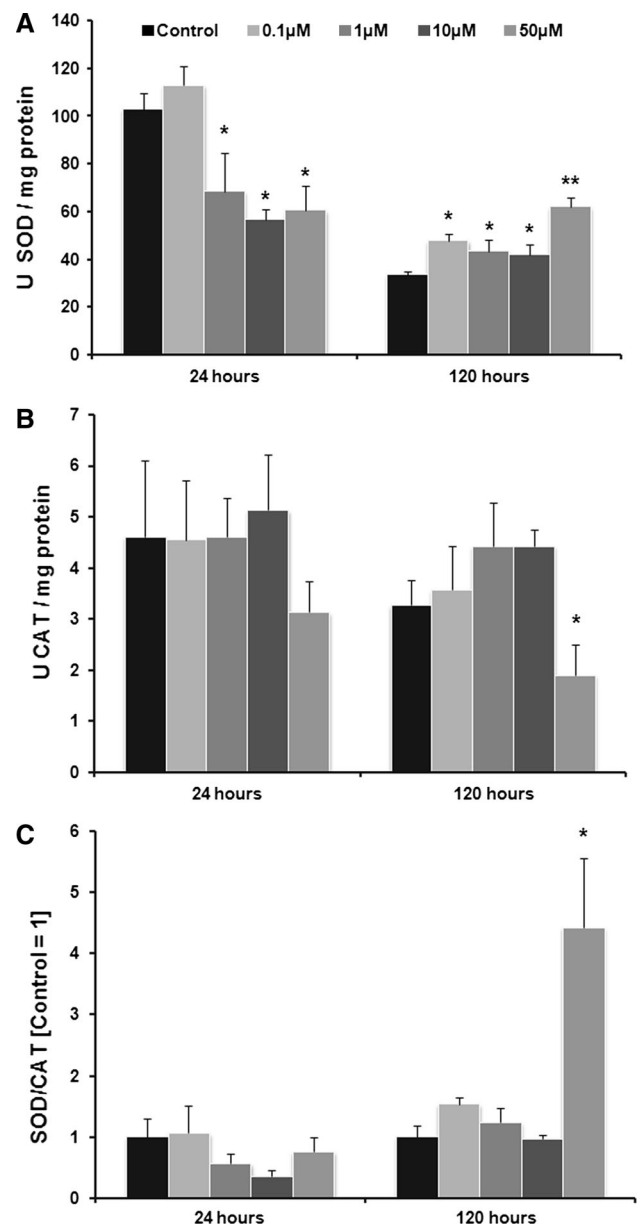 A
140
Control 0.1µM 1µM 10µM 50µM
120
100
80
60
40
20
0
U SOD / mg protein
* * *
* * * **
24 hours 120 hours
B
7
6
5
4
3
2
1
0
U CAT / mg protein
*
24 hours 120 hours
C
6
5
4
3
2
1
0
SOD/CAT [Control = 1]
*
24 hours 120 hours